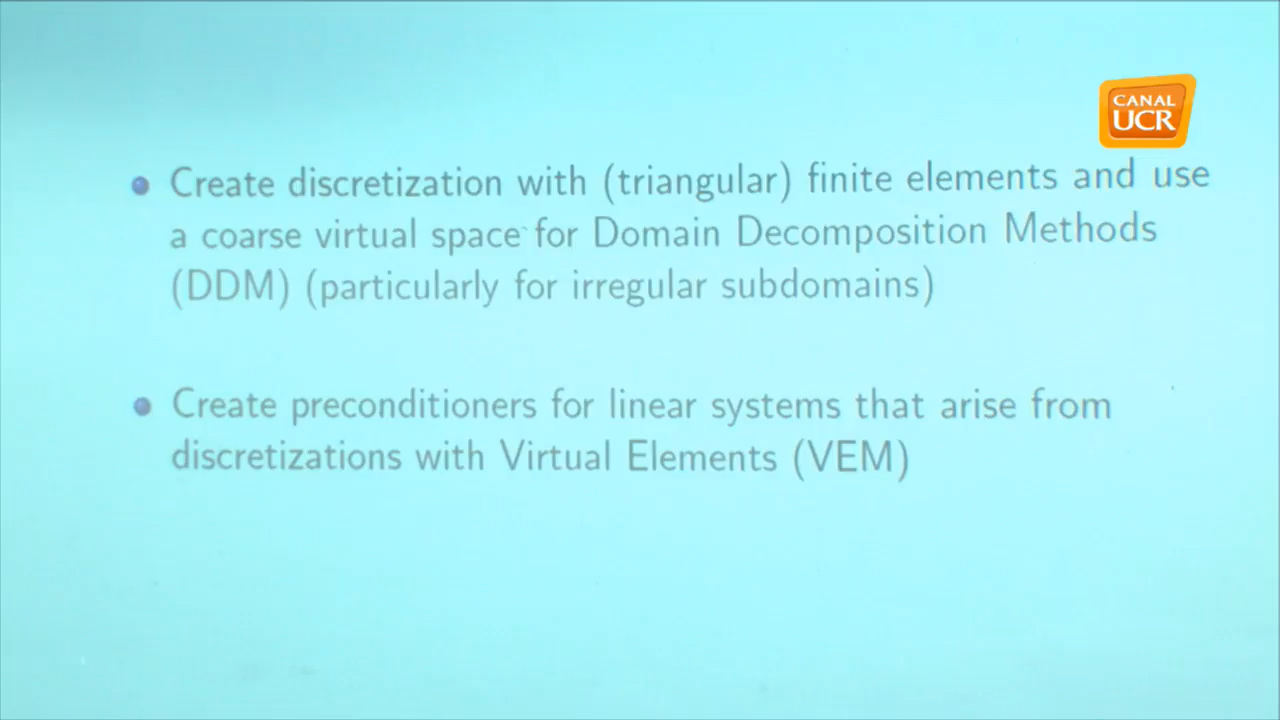 CANAL
UCR
Create discretization with (triangular) finite elements and use
a coarse virtual space for Domain Decomposition Methods
(DDM) (particularly for irregular subdomains)
Create preconditioners for linear systems that arise from
discretizations with Virtual Elements (VEM)